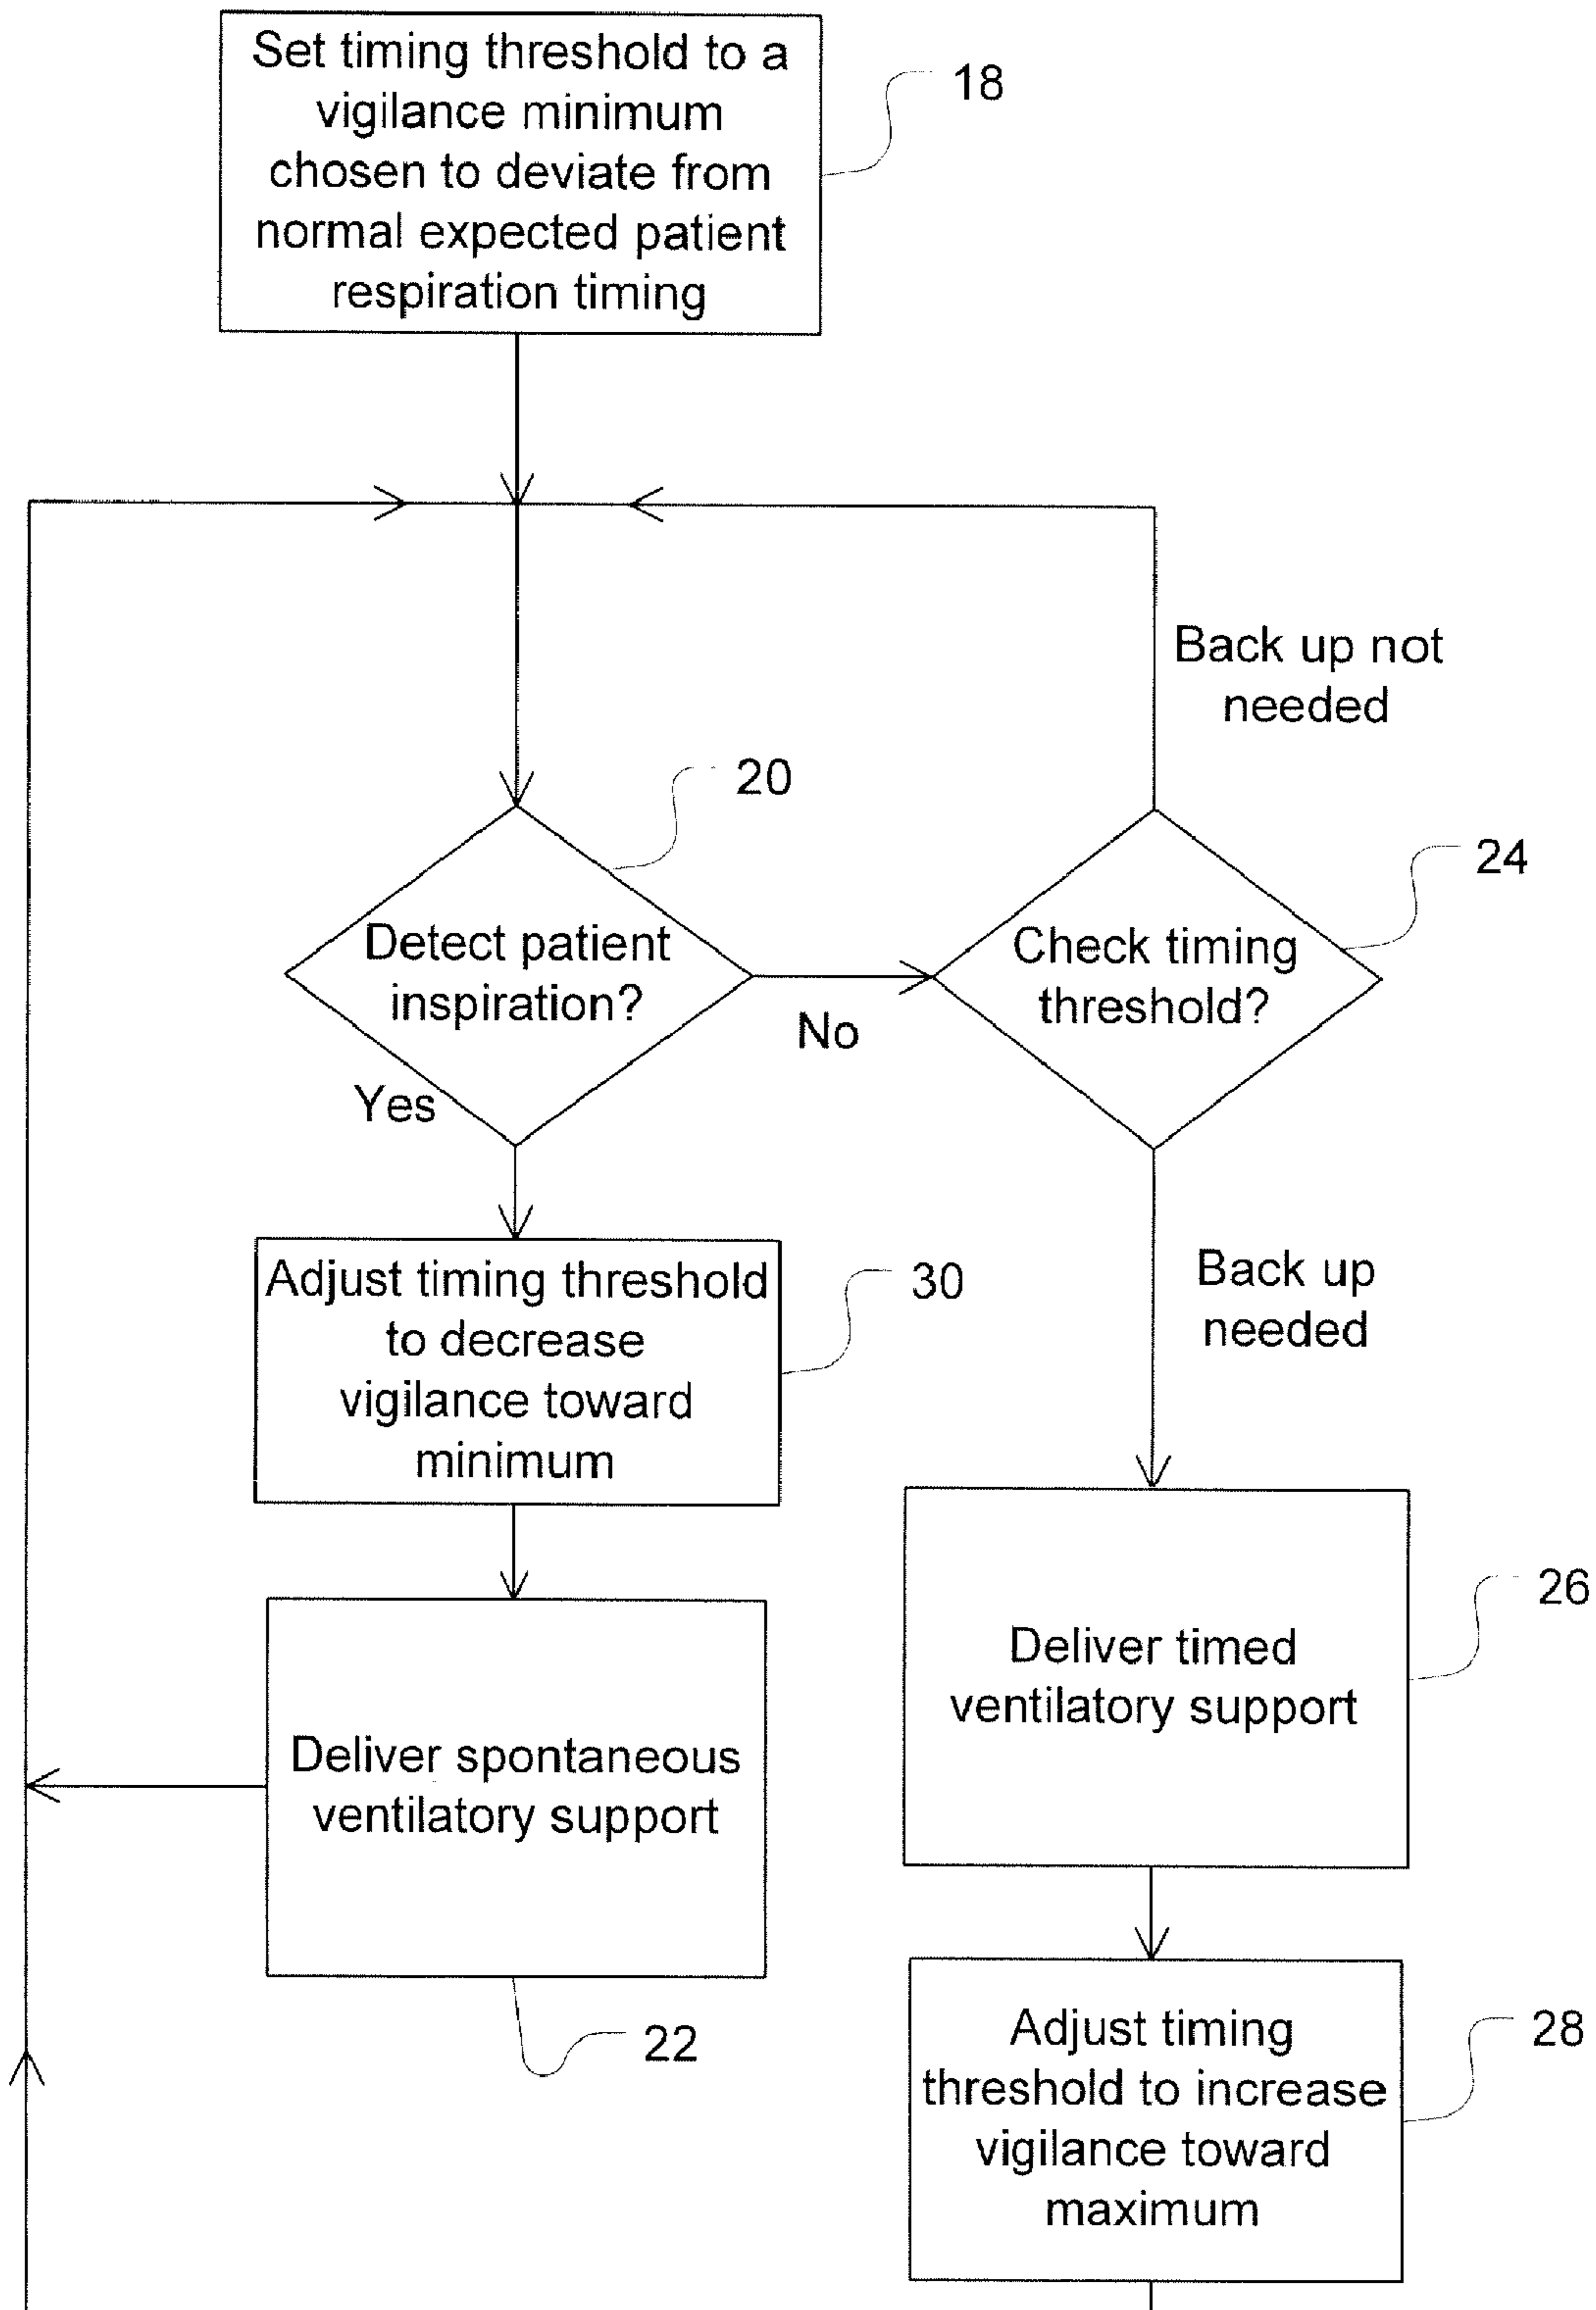 Set timing threshold to a
vigilance minimum
chosen to deviate from
normal expected patient
respiration timing
18
Back up not
needed
20
24
Detect patient
inspiration?
Check timing
threshold?
No
Yes
Adjust timing threshold
to decrease
vigilance toward
minimum
30
Back up
needed
26
Deliver timed
ventilatory support
Deliver spontaneous
ventilatory support
22
Adjust timing
threshold to increase
vigilance toward
maximum
28